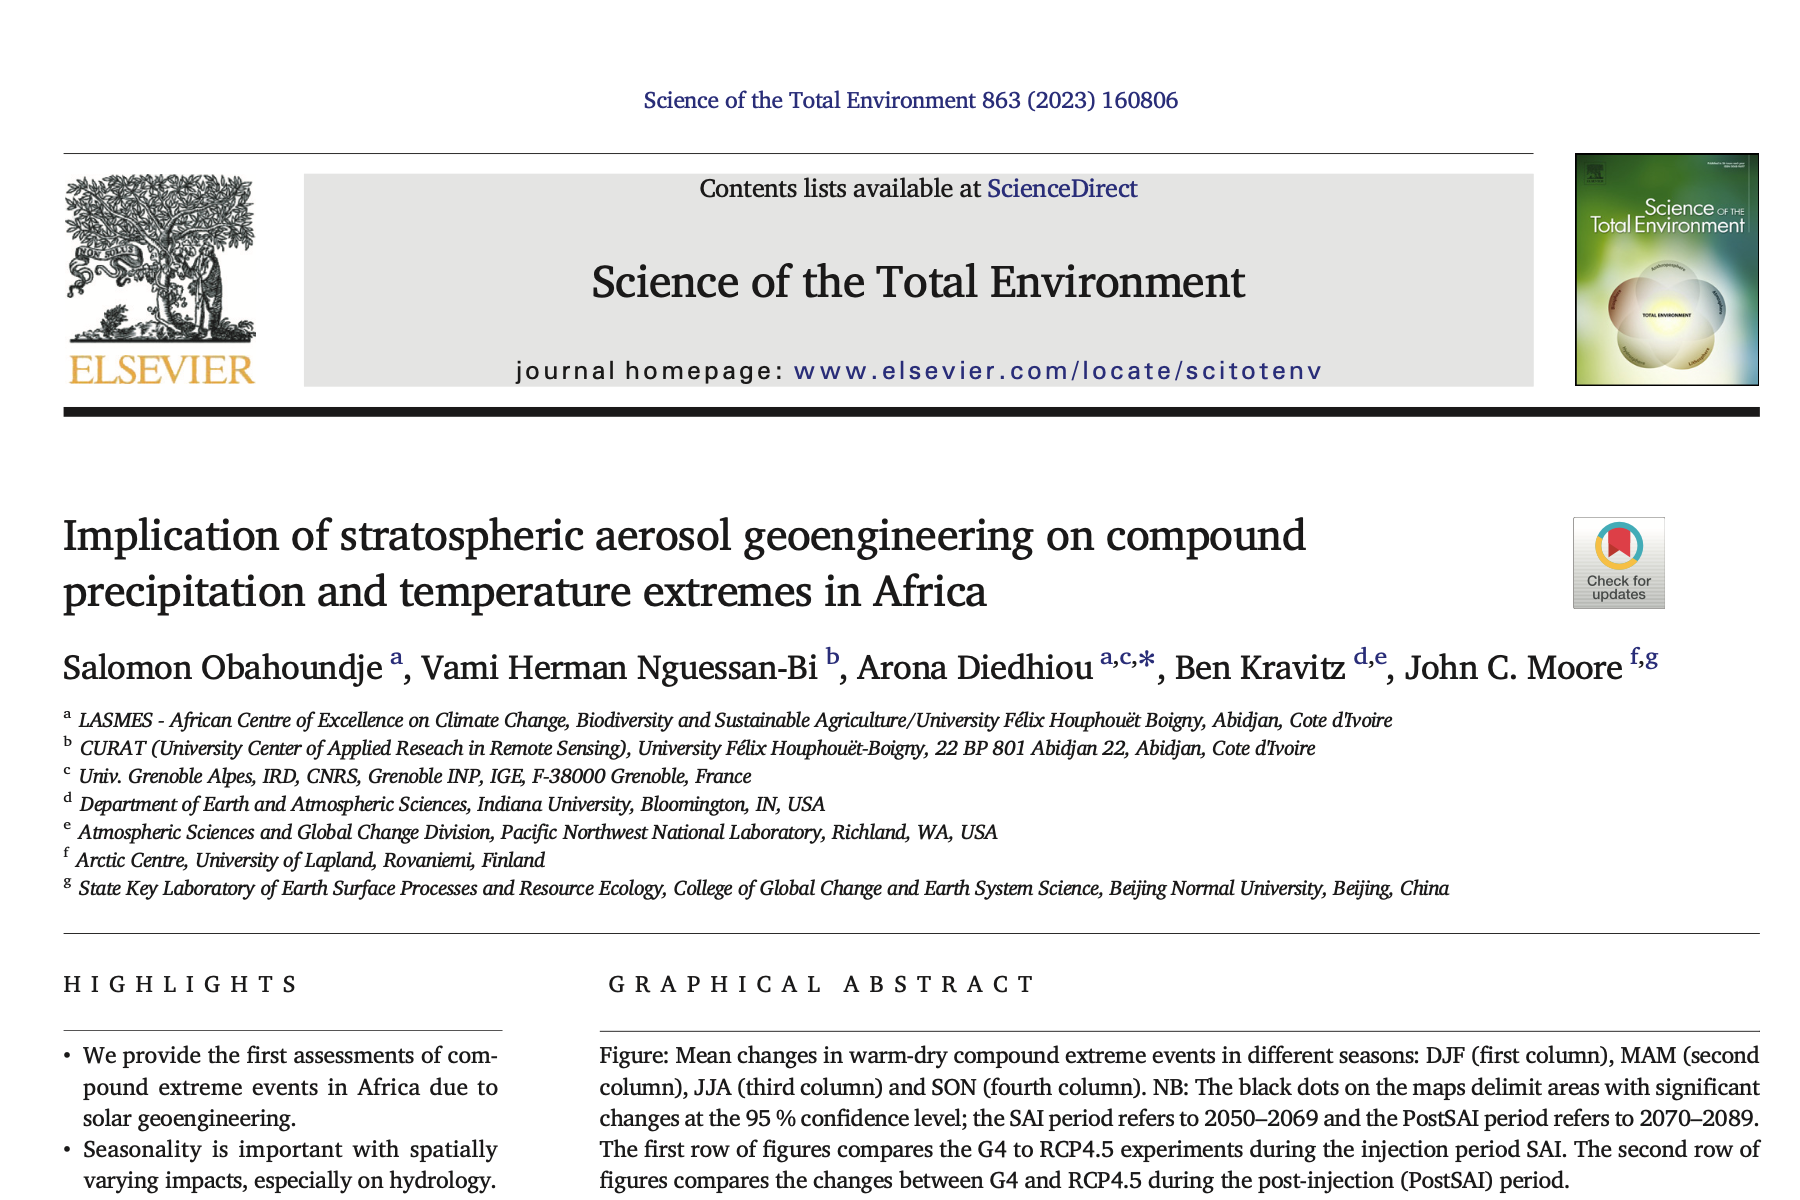 Science of the Total Environment 863 (2023) 160806
Contents lists available at ScienceDirect
Science of the Total Environment
journal homepage: www.elsevier.com/locate/scitotenv
NON SOLUS
ELSEVIER
Science OF THE
Total Environment
TOTAL ENVIRONMENT
Implication of stratospheric aerosol geoengineering on compound
precipitation and temperature extremes in Africa
Check for
updates
Salomon Obahoundje a, Vami Herman Nguessan-Bi b, Arona Diedhiou a,c,*, Ben Kravitz d,e, John C. Moore f,g
a LASMES - African Centre of Excellence on Climate Change, Biodiversity and Sustainable Agriculture/University Félix Houphouët Boigny, Abidjan, Cote d'Ivoire
b CURAT (University Center of Applied Reseach in Remote Sensing), University Félix Houphouët-Boigny, 22 BP 801 Abidjan 22, Abidjan, Cote d'Ivoire
c Univ. Grenoble Alpes, IRD, CNRS, Grenoble INP, IGE, F-38000 Grenoble, France
d Department of Earth and Atmospheric Sciences, Indiana University, Bloomington, IN, USA
e Atmospheric Sciences and Global Change Division, Pacific Northwest National Laboratory, Richland, WA, USA
f Arctic Centre, University of Lapland, Rovaniemi, Finland
g State Key Laboratory of Earth Surface Processes and Resource Ecology, College of Global Change and Earth System Science, Beijing Normal University, Beijing, China
HIGHLIGHTS
• We provide the first assessments of com-
pound extreme events in Africa due to
solar geoengineering.
• Seasonality is important with spatially
varying impacts, especially on hydrology.
GRAPHICAL ABSTRACT
Figure: Mean changes in warm-dry compound extreme events in different seasons: DJF (first column), MAM (second
column), JJA (third column) and SON (fourth column). NB: The black dots on the maps delimit areas with significant
changes at the 95 % confidence level; the SAI period refers to 2050–2069 and the PostSAI period refers to 2070–2089.
The first row of figures compares the G4 to RCP4.5 experiments during the injection period SAI. The second row of
figures compares the changes between G4 and RCP4.5 during the post-injection (PostSAI) period.